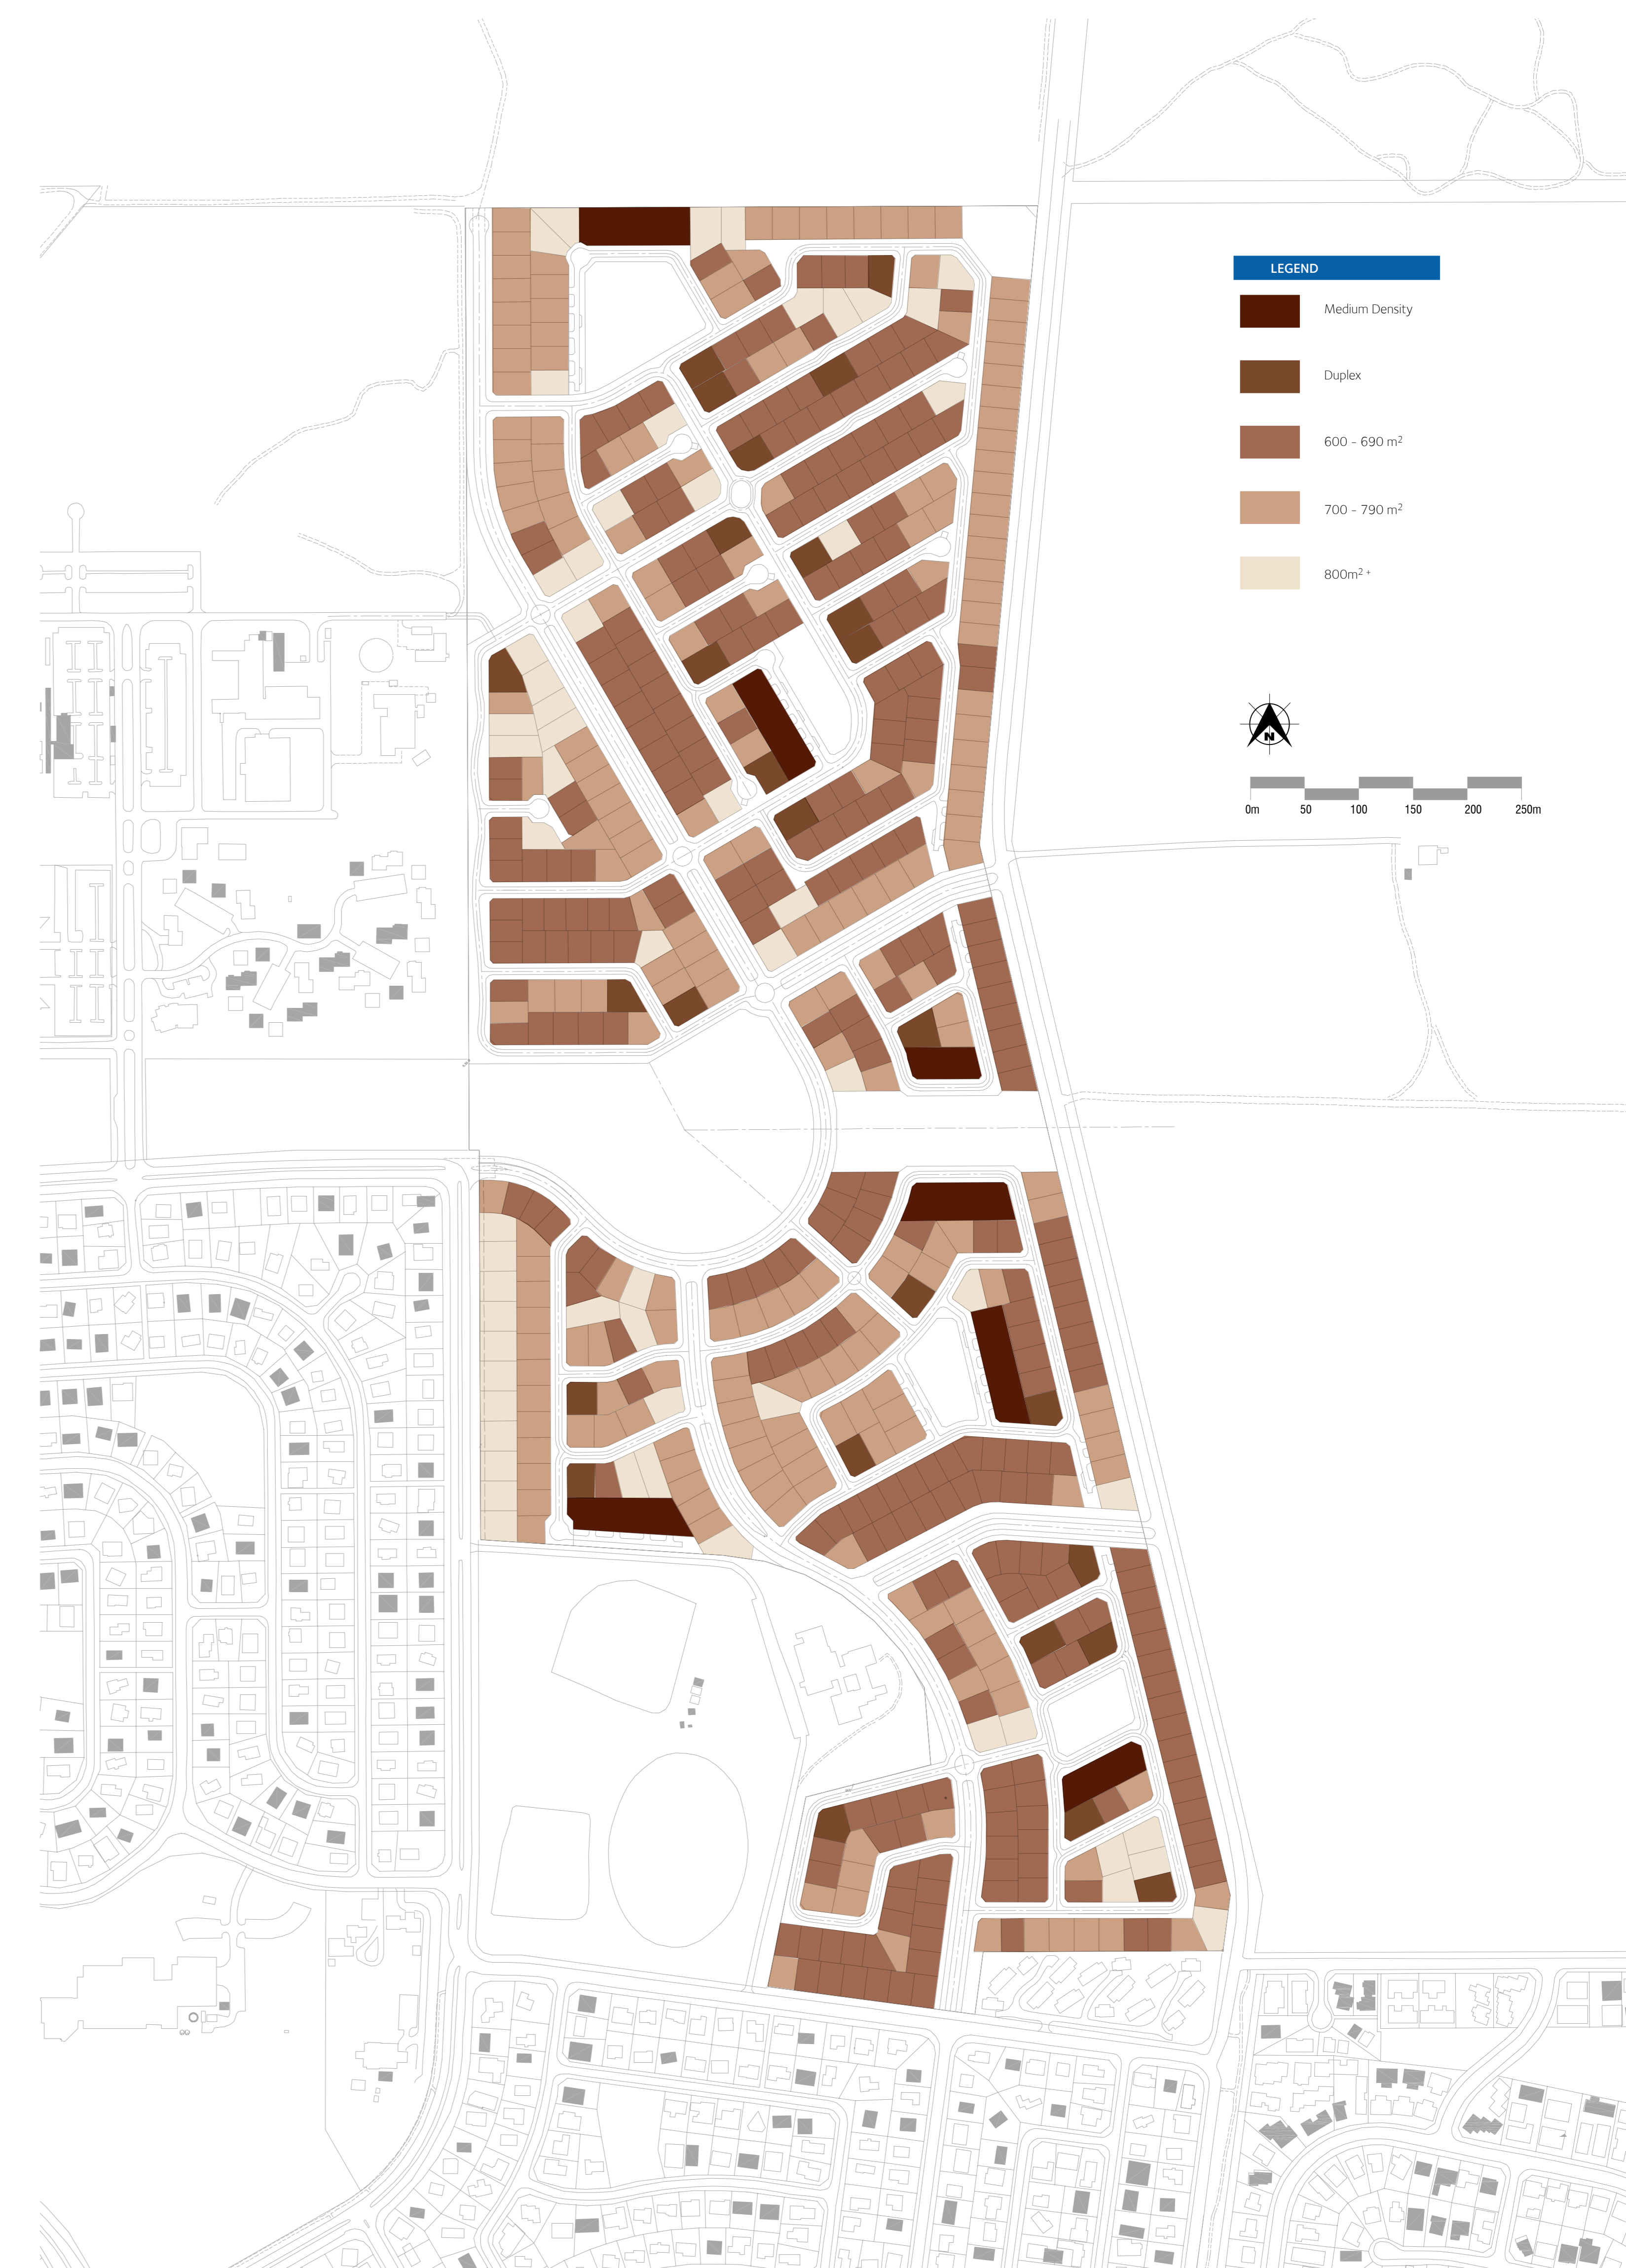 LEGEND
Medium Density
Duplex
600 - 690 m²
700 - 790 m²
800m² +
N
0m 50 100 150 200 250m